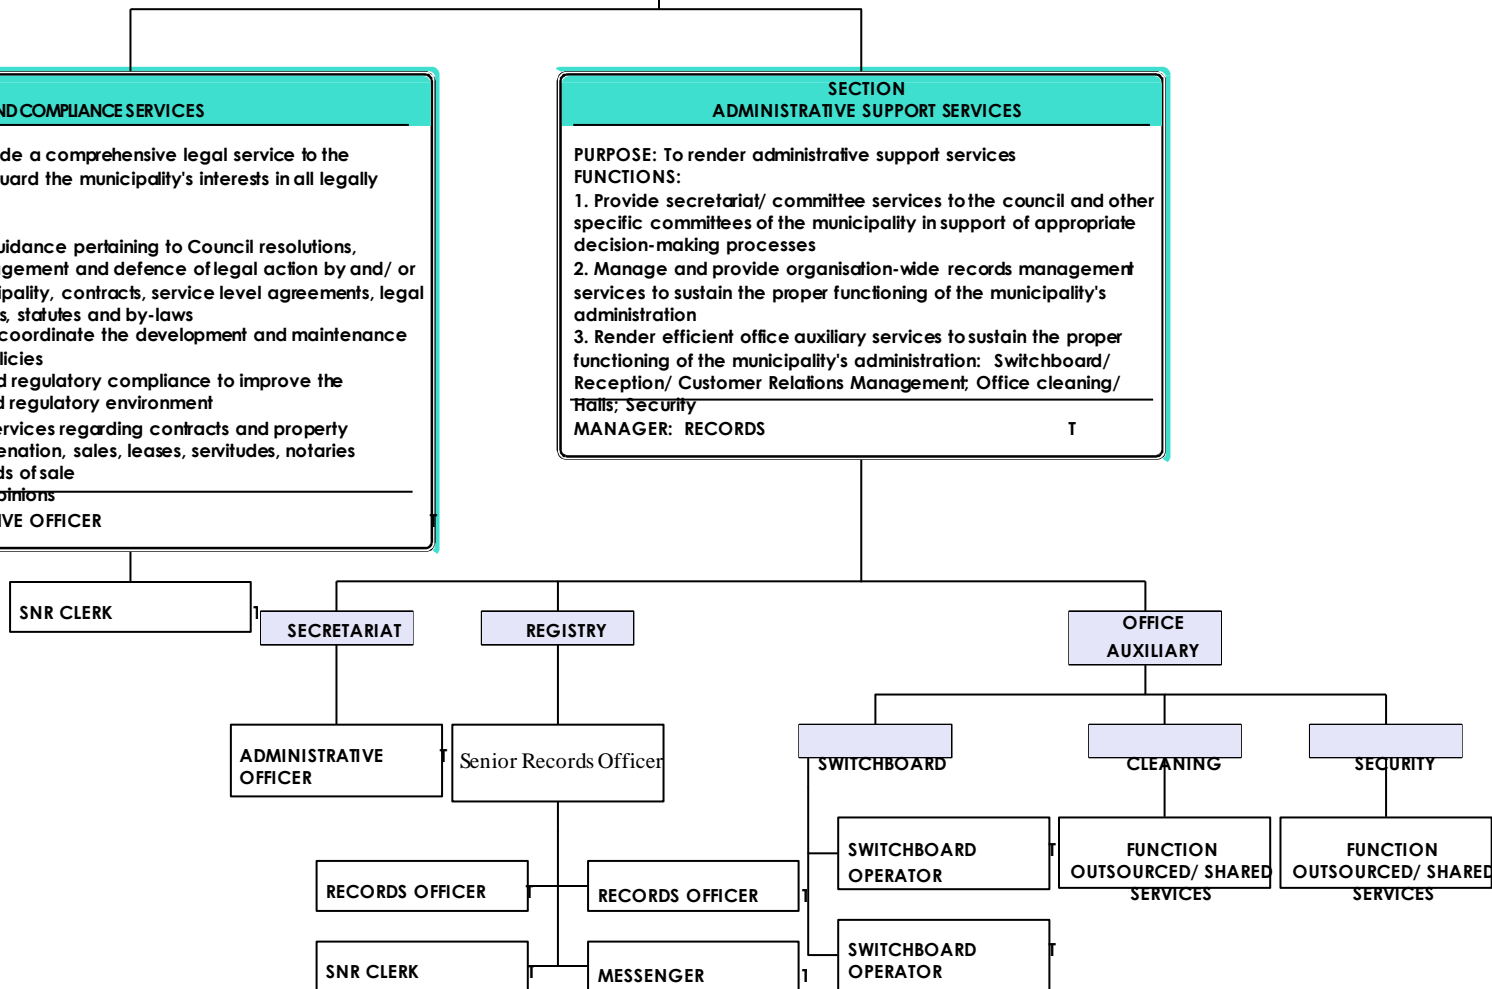 ND COMPLIANCE SERVICES
de a comprehensive legal service to the
uard the municipality's interests in all legally
uidance pertaining to Council resolutions,
gement and defence of legal action by and/ or
ipality, contracts, service level agreements, legal
s, statutes and by-laws
coordinate the development and maintenance
licies
d regulatory compliance to improve the
d regulatory environment
ervices regarding contracts and property
enation, sales, leases, servitudes, notaries
ds of sale
pinions
IVE OFFICER T
SNR CLERK T
SECTION
ADMINISTRATIVE SUPPORT SERVICES
PURPOSE: To render administrative support services
FUNCTIONS:
1. Provide secretariat/ committee services to the council and other
specific committees of the municipality in support of appropriate
decision-making processes
2. Manage and provide organisation-wide records management
services to sustain the proper functioning of the municipality's
administration
3. Render efficient office auxiliary services to sustain the proper
functioning of the municipality's administration: Switchboard/
Reception/ Customer Relations Management; Office cleaning/
Halls; Security
MANAGER: RECORDS T
SECRETARIAT
REGISTRY
OFFICE
AUXILIARY
ADMINISTRATIVE T
OFFICER
Senior Records Officer
SWITCHBOARD
CLEANING
SECURITY
SWITCHBOARD T
OPERATOR
FUNCTION
OUTSOURCED/ SHARED
SERVICES
FUNCTION
OUTSOURCED/ SHARED
SERVICES
RECORDS OFFICER T
RECORDS OFFICER T
SWITCHBOARD T
OPERATOR
SNR CLERK T
MESSENGER T